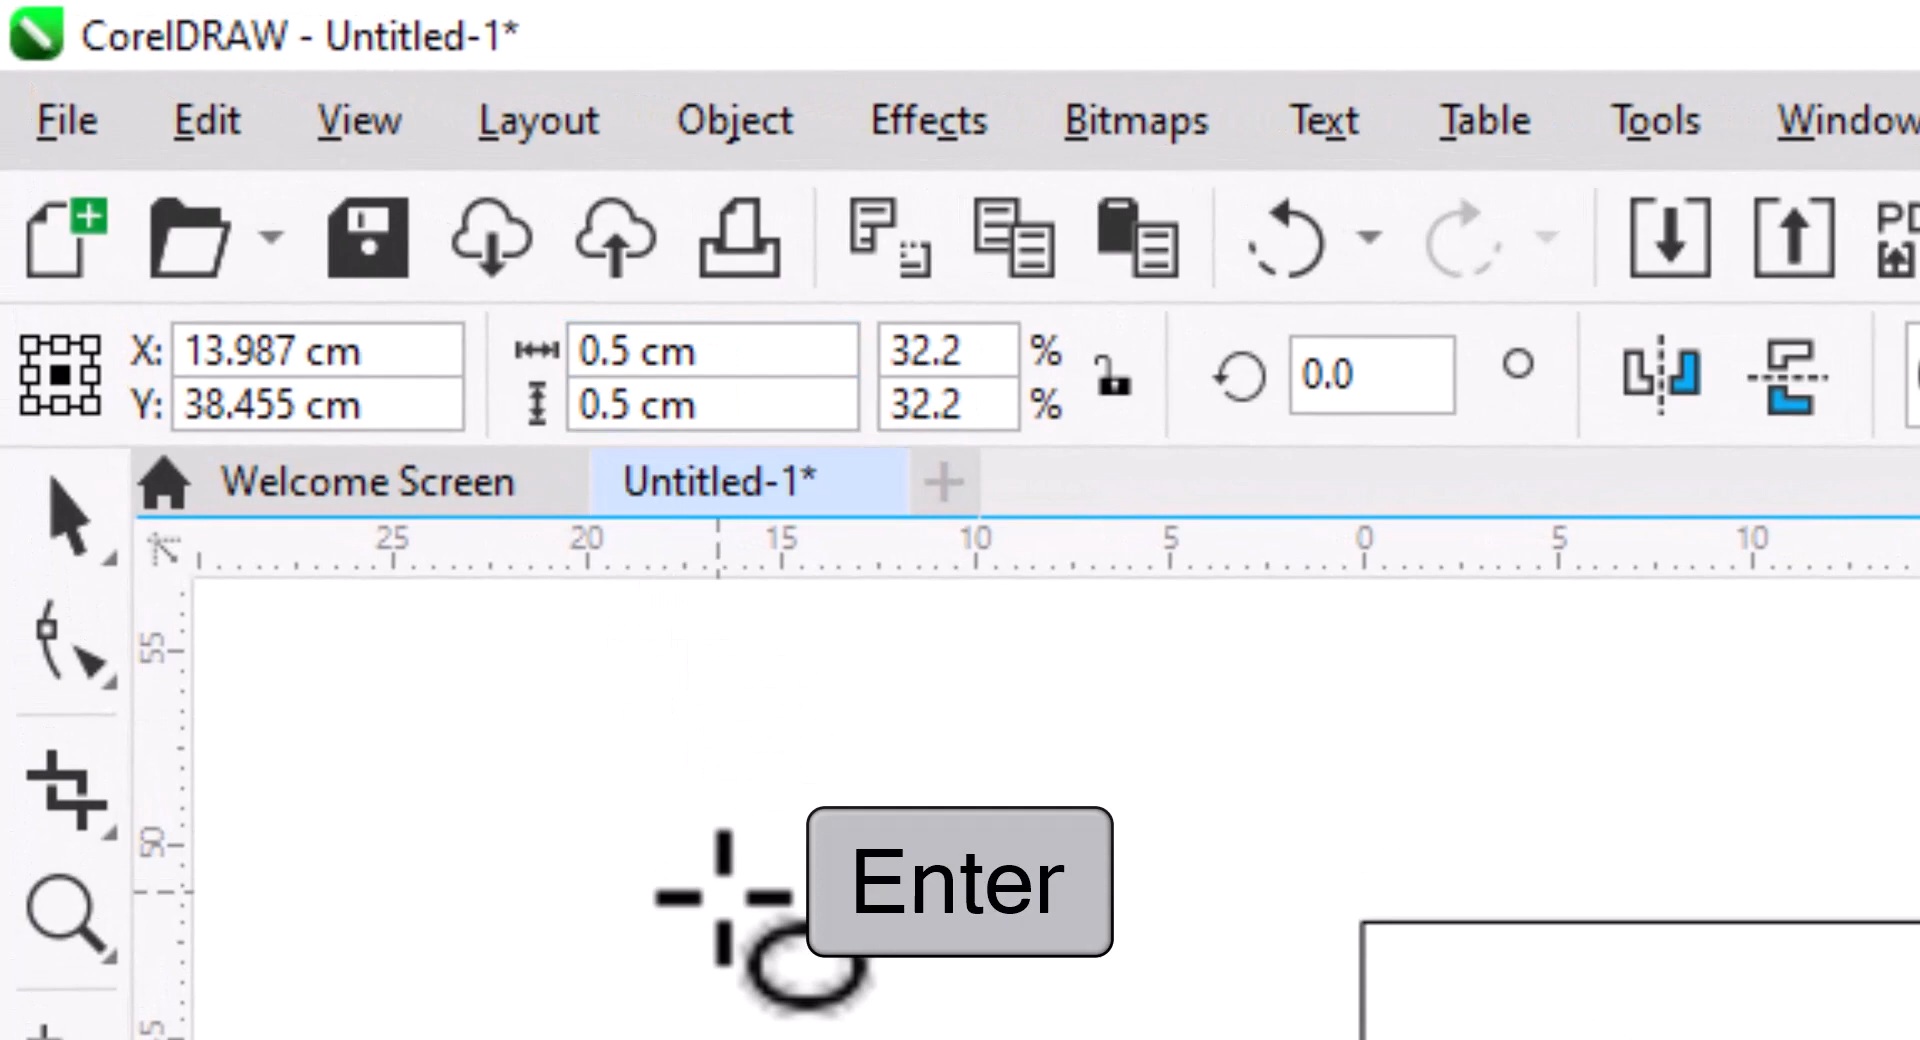 CorelDRAW - Untitled-1*
File Edit View Layout Object Effects Bitmaps Text Table Tools Window
X: 13.987 cm 0.5 cm 32.2 % 0.0
Y: 38.455 cm 0.5 cm 32.2 %
Welcome Screen Untitled-1*
25 20 15 10 5 0 5 10
55
50
Enter